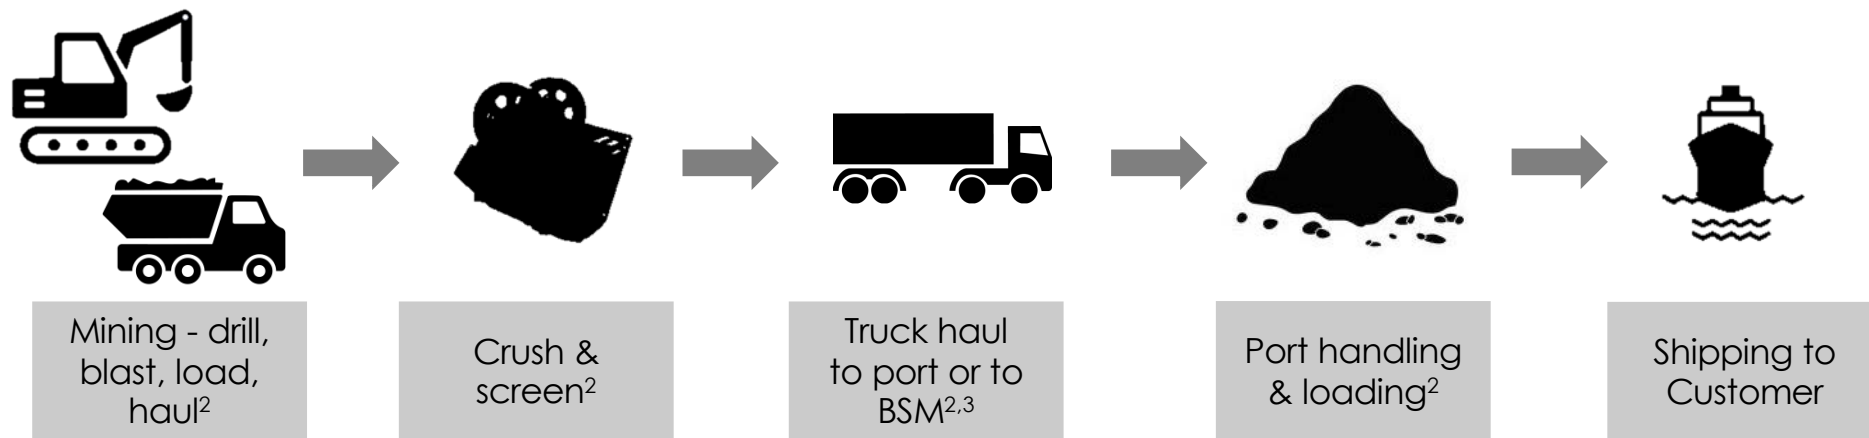 Mining - drill,
blast, load,
haul²
Crush &
screen²
Truck haul
to port or to
BSM²,³
Port handling
& loading²
Shipping to
Customer